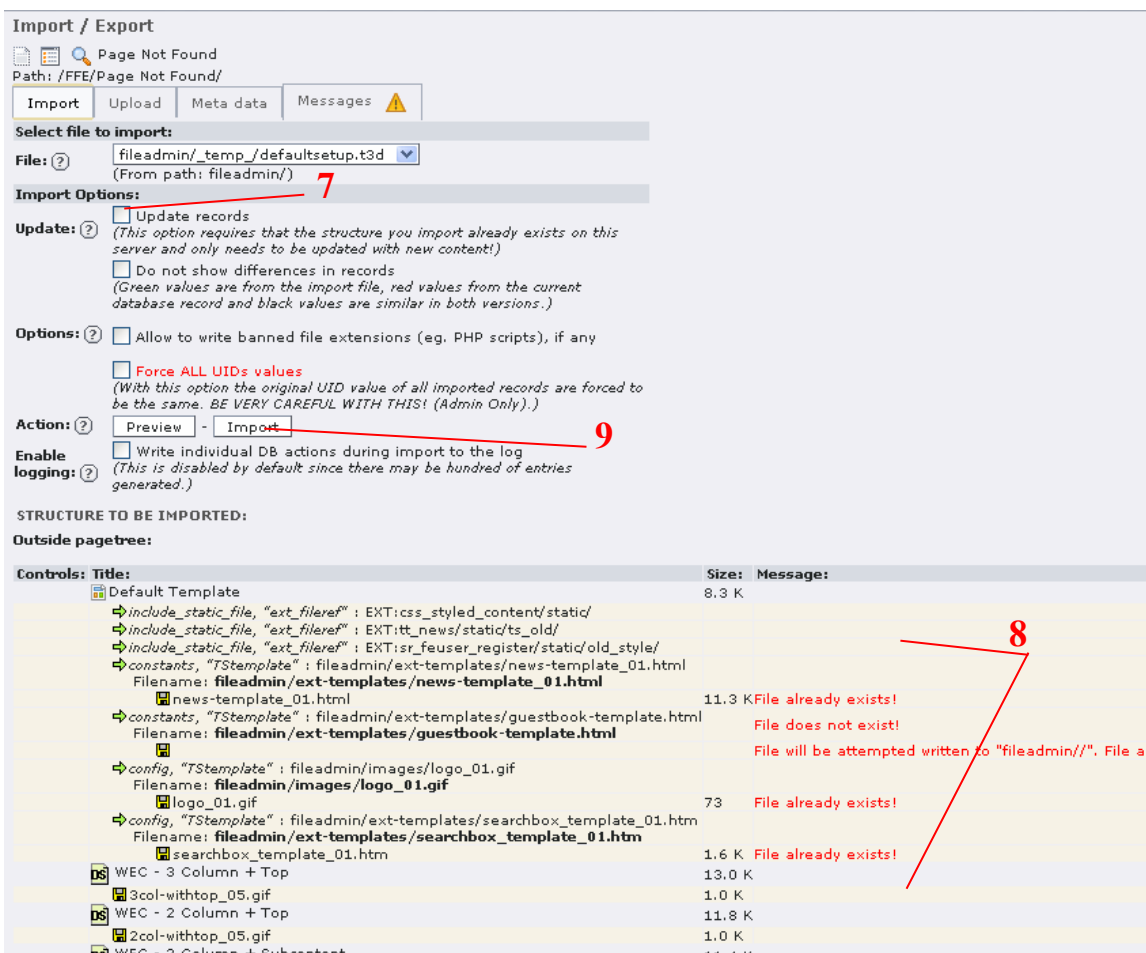 Import / Export
Page Not Found
Path: /FFE/Page Not Found/
Import Upload Meta data Messages
Select file to import:
File: (?) fileadmin/_temp_/defaultsetup.t3d
(From path: fileadmin/)
7
Import Options:
Update: (?) Update records
(This option requires that the structure you import already exists on this
server and only needs to be updated with new content!)
Do not show differences in records
(Green values are from the import file, red values from the current
database record and black values are similar in both versions.)
Options: (?) Allow to write banned file extensions (eg. PHP scripts), if any
Force ALL UIDs values
(With this option the original UID value of all imported records are forced to
be the same. BE VERY CAREFUL WITH THIS! (Admin Only).)
Action: (?) Preview - Import
9
Enable logging: (?) Write individual DB actions during import to the log
(This is disabled by default since there may be hundred of entries
generated.)
STRUCTURE TO BE IMPORTED:
Outside pagetree:
Controls: Title: Size: Message:
Default Template 8.3 K
include_static_file, "ext_fileref" : EXT:css_styled_content/static/
include_static_file, "ext_fileref" : EXT:tt_news/static/ts_old/
8
include_static_file, "ext_fileref" : EXT:sr_feuser_register/static/old_style/
constants, "TStemplate" : fileadmin/ext-templates/news-template_01.html
Filename: fileadmin/ext-templates/news-template_01.html
news-template_01.html 11.3 K File already exists!
constants, "TStemplate" : fileadmin/ext-templates/guestbook-template.html
File does not exist!
Filename: fileadmin/ext-templates/guestbook-template.html
File will be attempted written to "fileadmin//". File a
config, "TStemplate" : fileadmin/images/logo_01.gif
Filename: fileadmin/images/logo_01.gif
logo_01.gif 73 File already exists!
config, "TStemplate" : fileadmin/ext-templates/searchbox_template_01.htm
Filename: fileadmin/ext-templates/searchbox_template_01.htm
searchbox_template_01.htm 1.6 K File already exists!
DS WEC - 3 Column + Top 13.0 K
3col-withtop_05.gif 1.0 K
DS WEC - 2 Column + Top 11.8 K
2col-withtop_05.gif 1.0 K